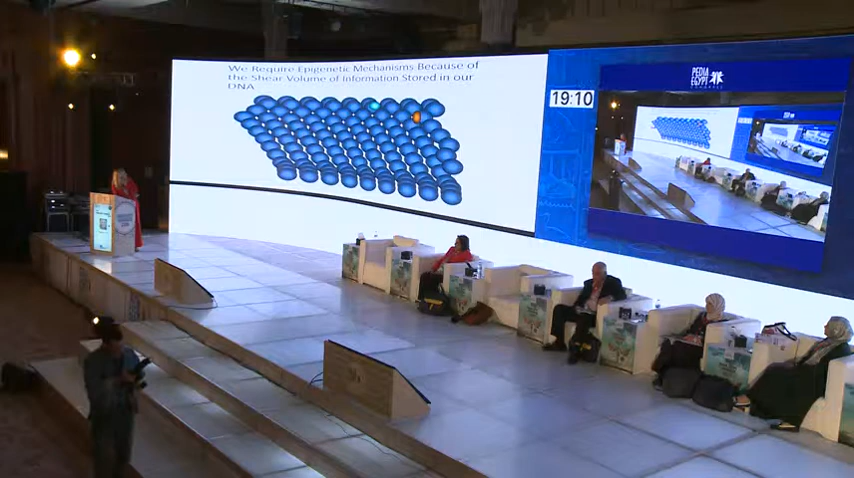 We Require Epigenetic Mechanisms Because of
the Shear Volume of Information Stored in our
DNA
19:10
PEDIA
EGYPT
CONGRESS